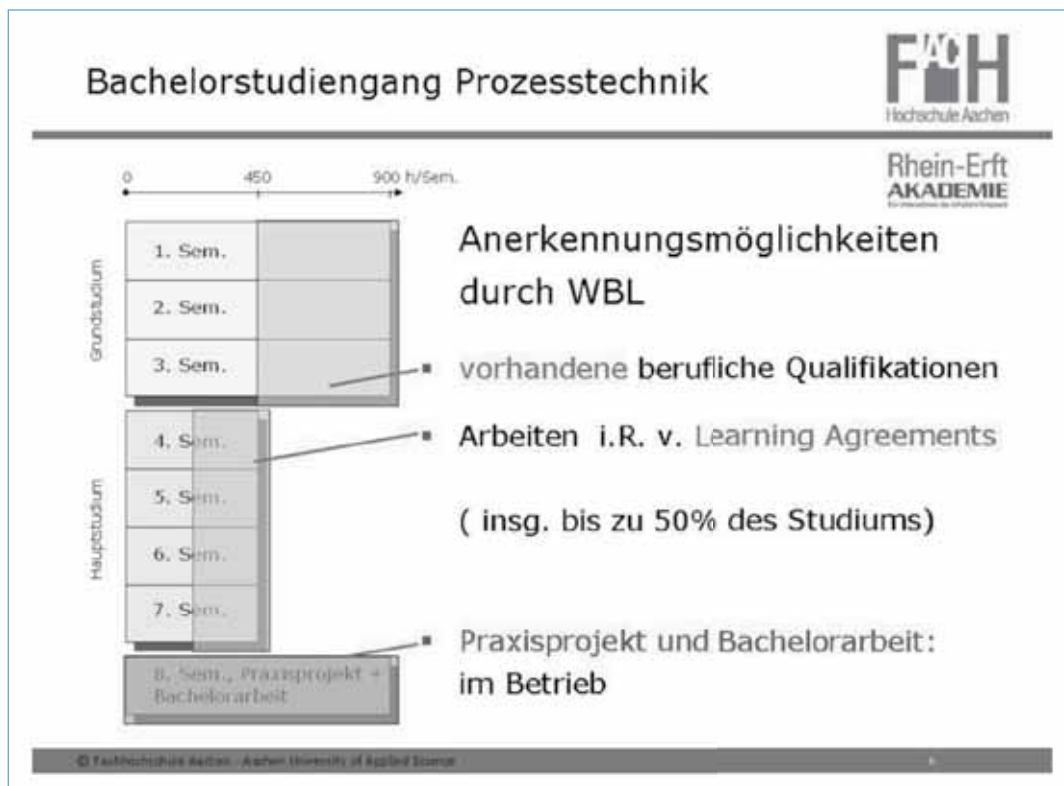 Bachelorstudiengang Prozesstechnik
FH
AC
Hochschule Aachen
Rhein-Erft
AKADEMIE
0 450 900 h/Sem.
Grundstudium
1. Sem.
2. Sem.
3. Sem.
Hauptstudium
4. Sem.
5. Sem.
6. Sem.
7. Sem.
8. Sem., Praxisprojekt +
Bachelorarbeit
Anerkennungsmöglichkeiten
durch WBL
▪ vorhandene berufliche Qualifikationen
▪ Arbeiten i.R. v. Learning Agreements
( insg. bis zu 50% des Studiums)
▪ Praxisprojekt und Bachelorarbeit:
im Betrieb
© Fachhochschule Aachen - Aachen University of Applied Science